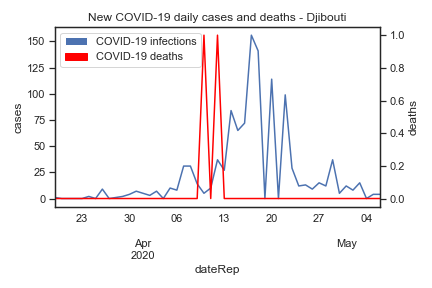 New COVID-19 daily cases and deaths - Djibouti
COVID-19 infections
COVID-19 deaths
150
125
100
75
50
25
0
cases
1.0
0.8
0.6
0.4
0.2
0.0
deaths
23 30 06 13 20 27 04
Apr May
2020
dateRep